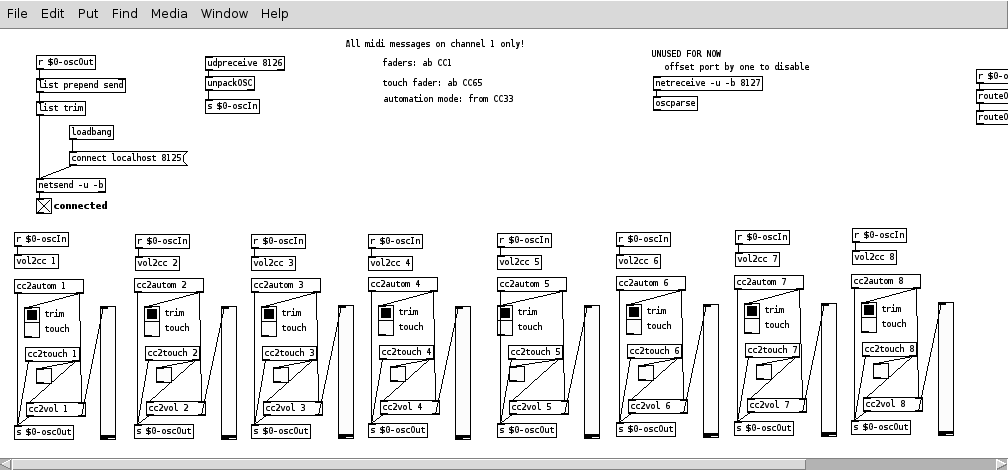 File Edit Put Find Media Window Help
All midi messages on channel 1 only!
faders: ab CC1
touch fader: ab CC65
automation mode: from CC33
UNUSED FOR NOW
offset port by one to disable
netreceive -u -b 8127
oscparse
r $0-oscOut
list prepend send
list trim
loadbang
connect localhost 8125
netsend -u -b
connected
udpreceive 8126
unpackOSC
s $0-oscIn
r $0-o
routeO
routeO
r $0-oscIn
vol2cc 1
cc2autom 1
trim
touch
cc2touch 1
cc2vol 1
s $0-oscOut
r $0-oscIn
vol2cc 2
cc2autom 2
trim
touch
cc2touch 2
cc2vol 2
s $0-oscOut
r $0-oscIn
vol2cc 3
cc2autom 3
trim
touch
cc2touch 3
cc2vol 3
s $0-oscOut
r $0-oscIn
vol2cc 4
cc2autom 4
trim
touch
cc2touch 4
cc2vol 4
s $0-oscOut
r $0-oscIn
vol2cc 5
cc2autom 5
trim
touch
cc2touch 5
cc2vol 5
s $0-oscOut
r $0-oscIn
vol2cc 6
cc2autom 6
trim
touch
cc2touch 6
cc2vol 6
s $0-oscOut
r $0-oscIn
vol2cc 7
cc2autom 7
trim
touch
cc2touch 7
cc2vol 7
s $0-oscOut
r $0-oscIn
vol2cc 8
cc2autom 8
trim
touch
cc2touch 8
cc2vol 8
s $0-oscOut